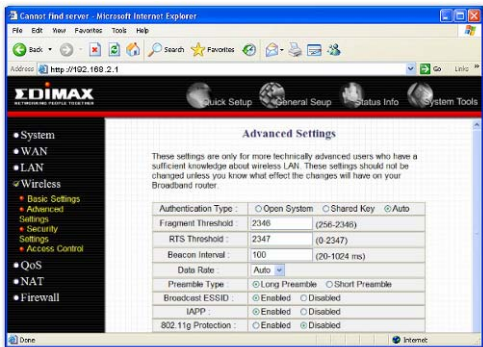 Cannot find server - Microsoft Internet Explorer
File Edit View Favorites Tools Help
Back Search Favorites
Address http://192.168.2.1 Go Links »
EDIMAX
NETWORKING PEOPLE TOGETHER
Quick Setup General Seup Status Info System Tools
System
WAN
LAN
Wireless
Basic Settings
Advanced Settings
Security Settings
Access Control
QoS
NAT
Firewall
Advanced Settings
These settings are only for more technically advanced users who have a
sufficient knowledge about wireless LAN. These settings should not be
changed unless you know what effect the changes will have on your
Broadband router.
Authentication Type : Open System Shared Key Auto
Fragment Threshold : 2346 (256-2346)
RTS Threshold : 2347 (0-2347)
Beacon Interval : 100 (20-1024 ms)
Data Rate : Auto
Preamble Type : Long Preamble Short Preamble
Broadcast ESSID : Enabled Disabled
IAPP : Enabled Disabled
802.11g Protection : Enabled Disabled
Done Internet